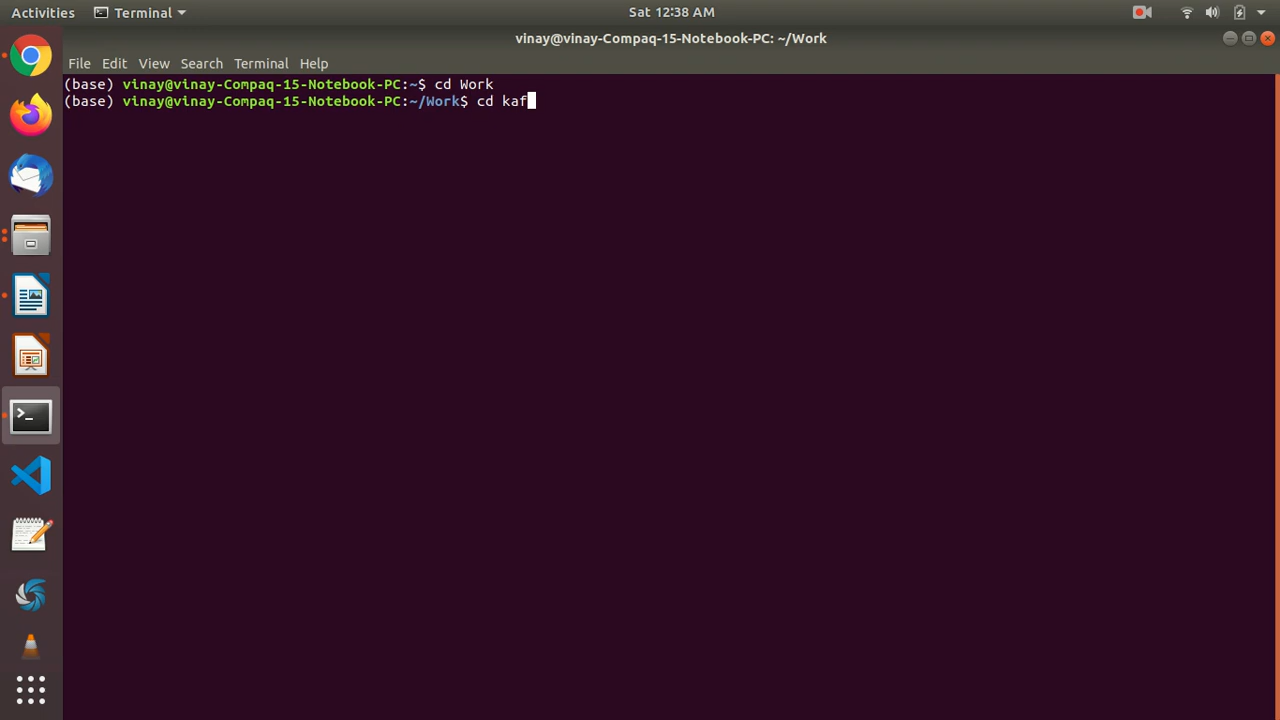 Activities Terminal Sat 12:38 AM
vinay@vinay-Compaq-15-Notebook-PC: ~/Work
File Edit View Search Terminal Help
(base) vinay@vinay-Compaq-15-Notebook-PC:~$ cd Work
(base) vinay@vinay-Compaq-15-Notebook-PC:~/Work$ cd kaf